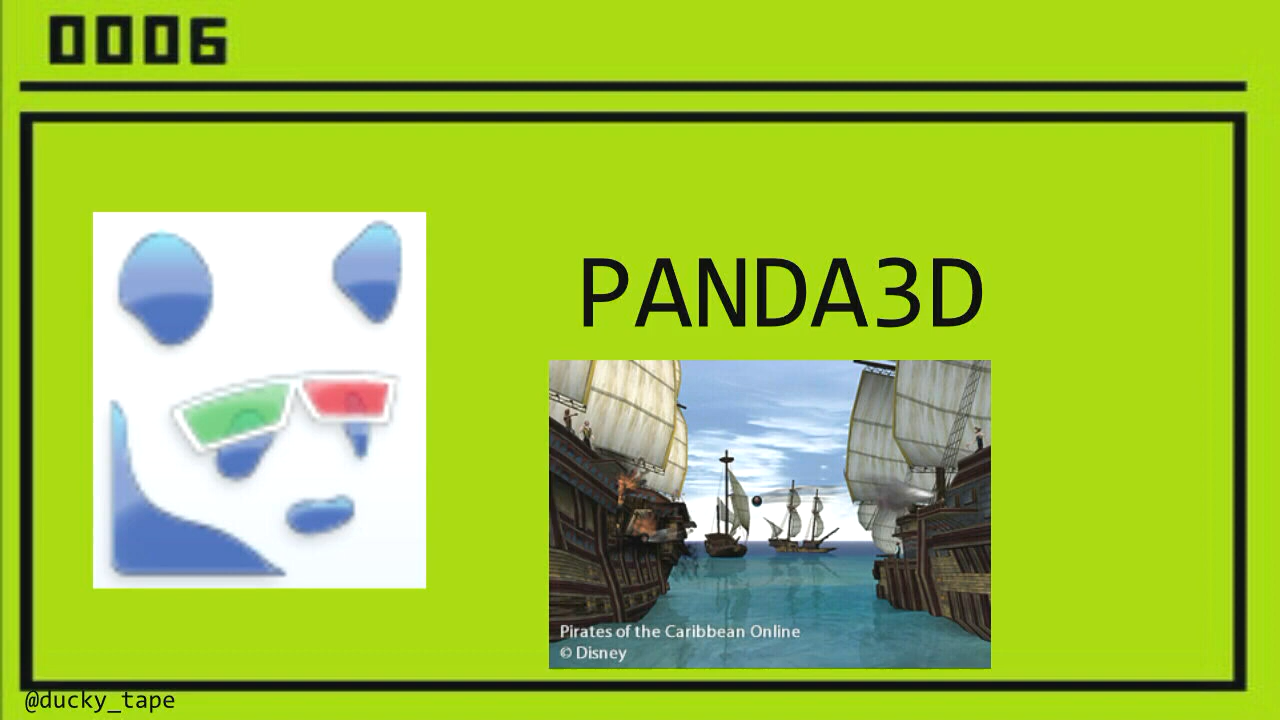 0006
PANDA3D
Pirates of the Caribbean Online
© Disney
@ducky_tape